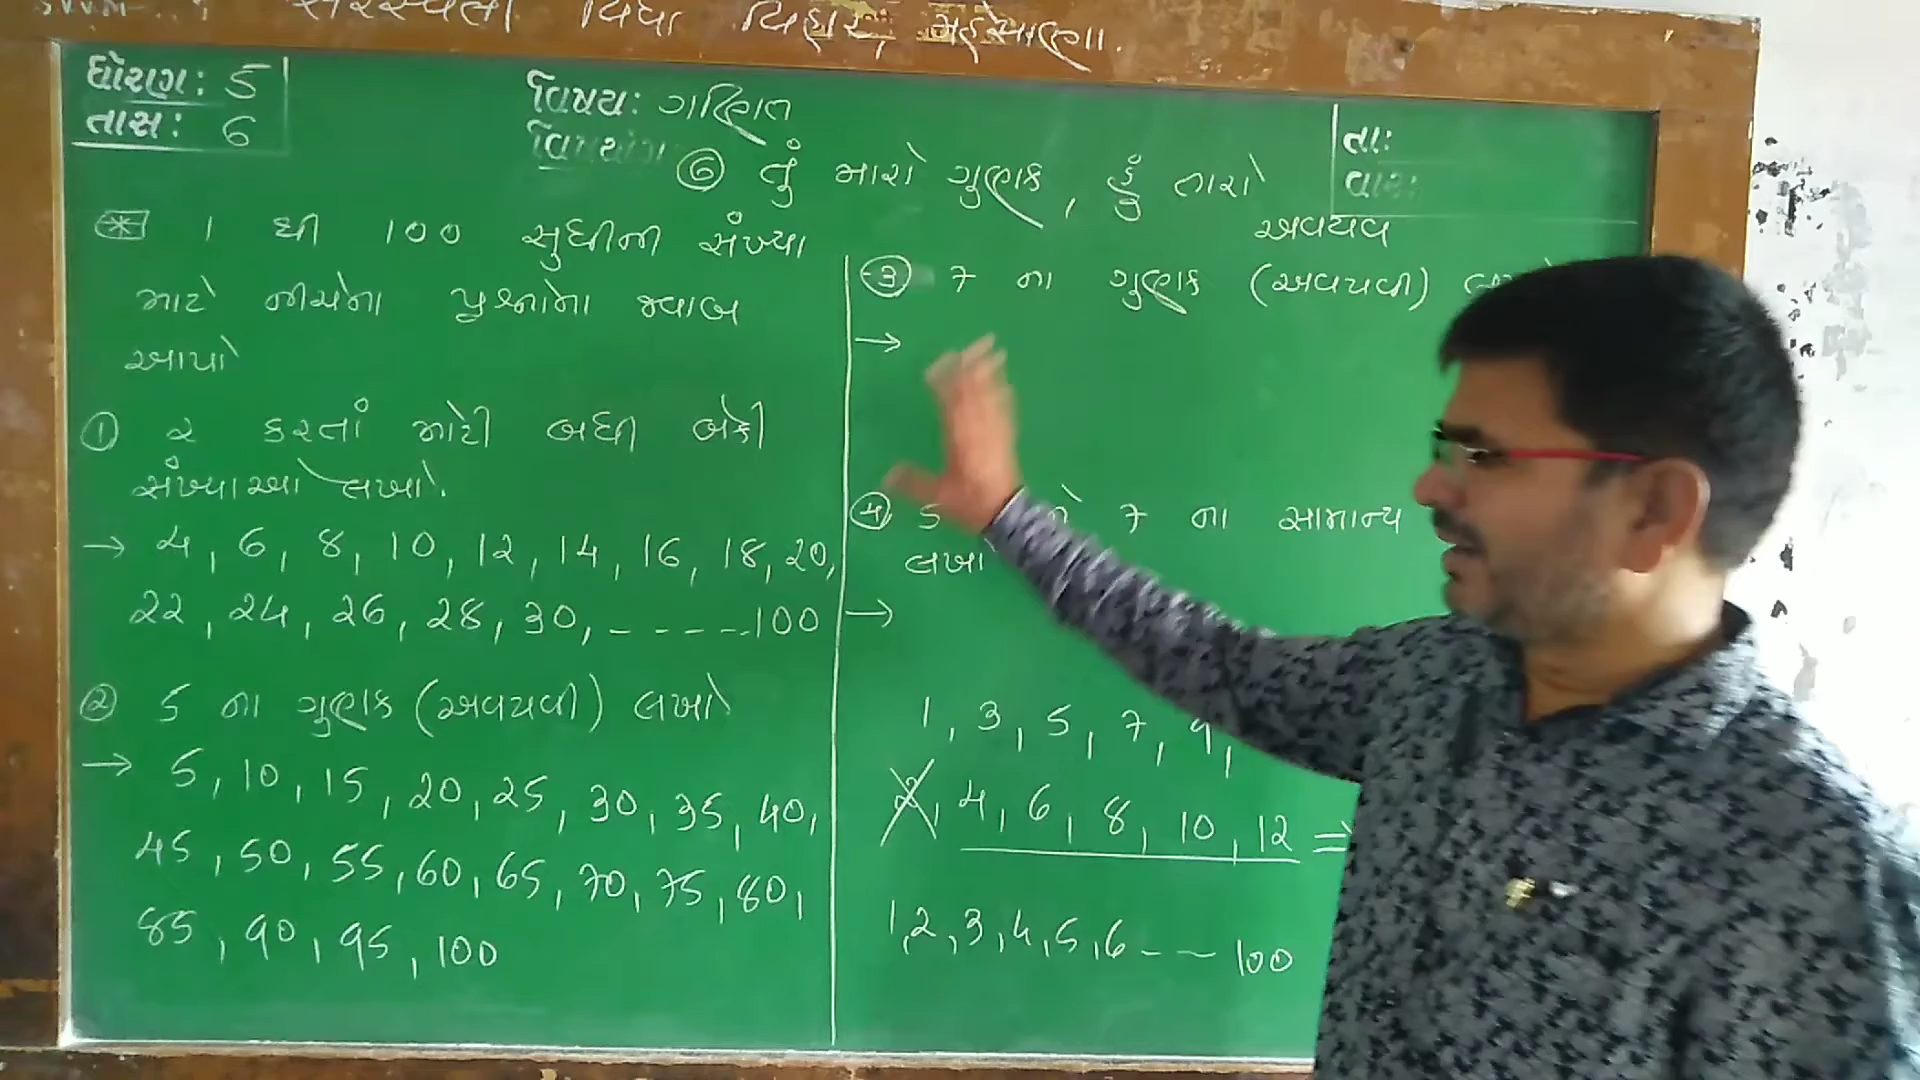 સરસ્વતી વિદ્યા વિહાર, મહેસાણા.
ધોરણ: 5
તાસ: 6
વિષય: ગણિત
વિષયાંગ:
તા:
વાર:
⑥ તું મારો ગુણક, હું તારો
અવયવ
* 1 થી 100 સુધીની સંખ્યા
માટે નીચેના પ્રશ્નોના જવાબ
આપો
① ૨ કરતાં મોટી બધી બેકી
સંખ્યાઓ લખો.
→ 4, 6, 8, 10, 12, 14, 16, 18, 20,
22, 24, 26, 28, 30, - - - - .. 100
② 5 ના ગુણક (અવયવી) લખો
→ 5, 10, 15, 20, 25, 30, 35, 40,
45, 50, 55, 60, 65, 70, 75, 80,
85, 90, 95, 100
③ 7 ના ગુણક (અવયવી)
→
④ 5 7 ના સામાન્ય
લખો
→
1, 3, 5, 7, 9,
2, 4, 6, 8, 10, 12 ⇒
1, 2, 3, 4, 5, 6 - - - 100